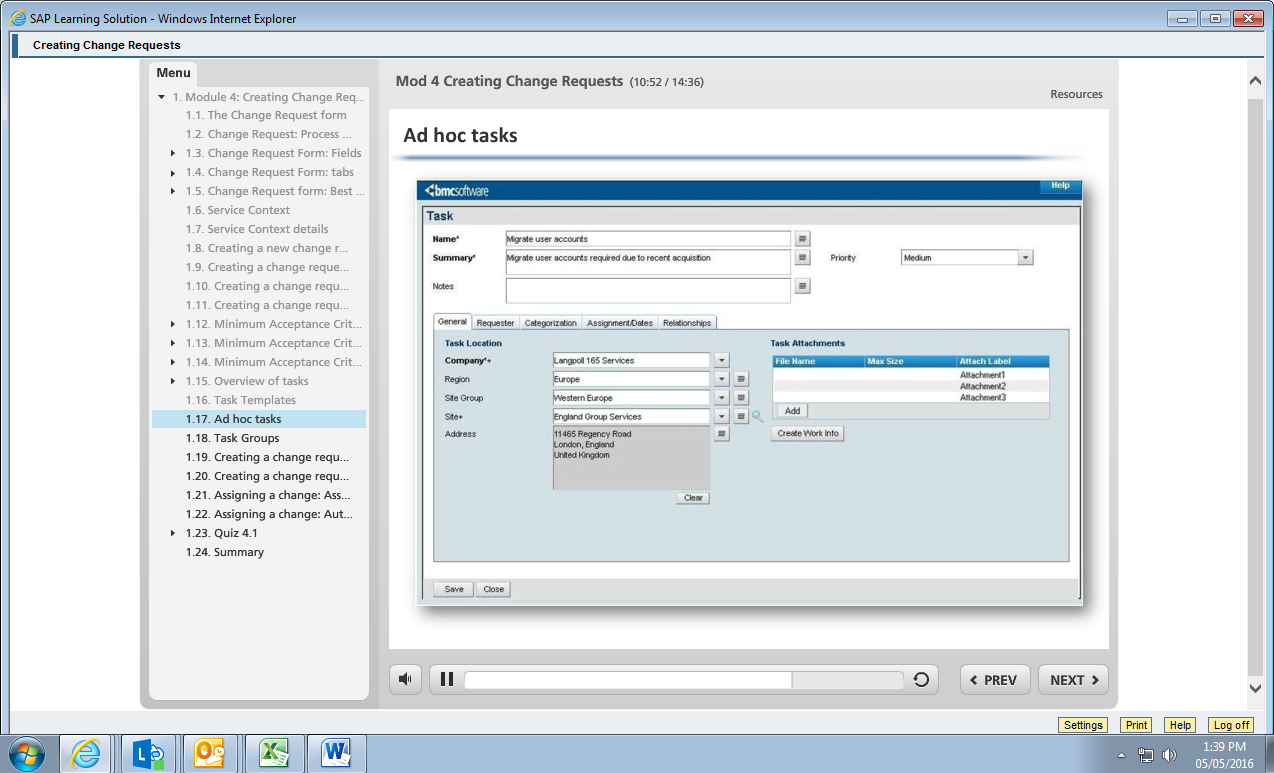 SAP Learning Solution - Windows Internet Explorer
Creating Change Requests
Menu
1. Module 4: Creating Change Req...
1.1. The Change Request form
1.2. Change Request: Process ...
1.3. Change Request Form: Fields
1.4. Change Request Form: tabs
1.5. Change Request form: Best ...
1.6. Service Context
1.7. Service Context details
1.8. Creating a new change r...
1.9. Creating a change reque...
1.10. Creating a change requ...
1.11. Creating a change requ...
1.12. Minimum Acceptance Crit...
1.13. Minimum Acceptance Crit...
1.14. Minimum Acceptance Crit...
1.15. Overview of tasks
1.16. Task Templates
1.17. Ad hoc tasks
1.18. Task Groups
1.19. Creating a change requ...
1.20. Creating a change requ...
1.21. Assigning a change: Ass...
1.22. Assigning a change: Aut...
1.23. Quiz 4.1
1.24. Summary
Mod 4 Creating Change Requests (10:52 / 14:36)
Resources
Ad hoc tasks
bmcsoftware Help
Task
Name* Migrate user accounts
Summary* Migrate user accounts required due to recent acquisition Priority Medium
Notes
General Requester Categorization Assignment/Dates Relationships
Task Location
Company*+ Langpoll 165 Services
Region Europe
Site Group Western Europe
Site+ England Group Services
Address 11465 Regency Road
London, England
United Kingdom
Clear
Task Attachments
File Name Max Size Attach Label
Attachment1
Attachment2
Attachment3
Add
Create Work Info
Save Close
PREV NEXT
Settings Print Help Log off
1:39 PM
05/05/2016